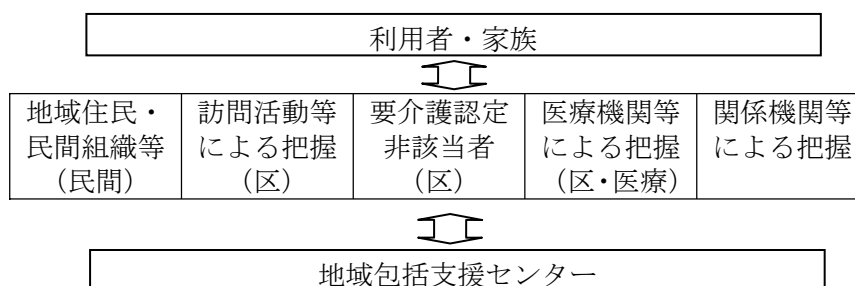 利用者・家族
地域住民・
民間組織等
（民間）
訪問活動等
による把握
（区）
要介護認定
非該当者
（区）
医療機関等
による把握
（区・医療）
関係機関等
による把握
地域包括支援センター